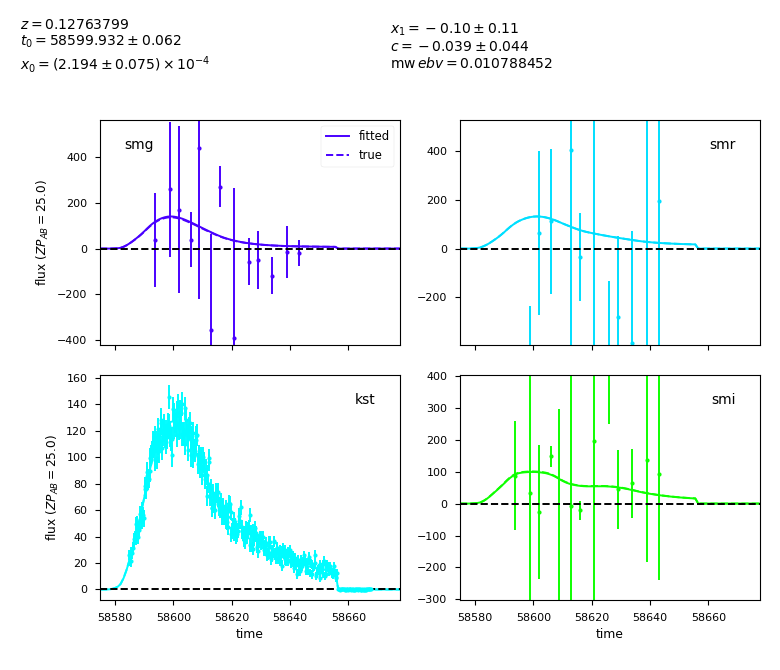 z = 0.12763799
t₀ = 58599.932 ± 0.062
x₀ = (2.194 ± 0.075) × 10⁻⁴
x₁ = −0.10 ± 0.11
c = −0.039 ± 0.044
mw ebv = 0.010788452
smg
fitted
true
400
200
0
−200
−400
flux (ZP_AB = 25.0)
smr
400
200
0
−200
kst
160
140
120
100
80
60
40
20
0
flux (ZP_AB = 25.0)
58580 58600 58620 58640 58660
time
smi
400
300
200
100
0
−100
−200
−300
58580 58600 58620 58640 58660
time